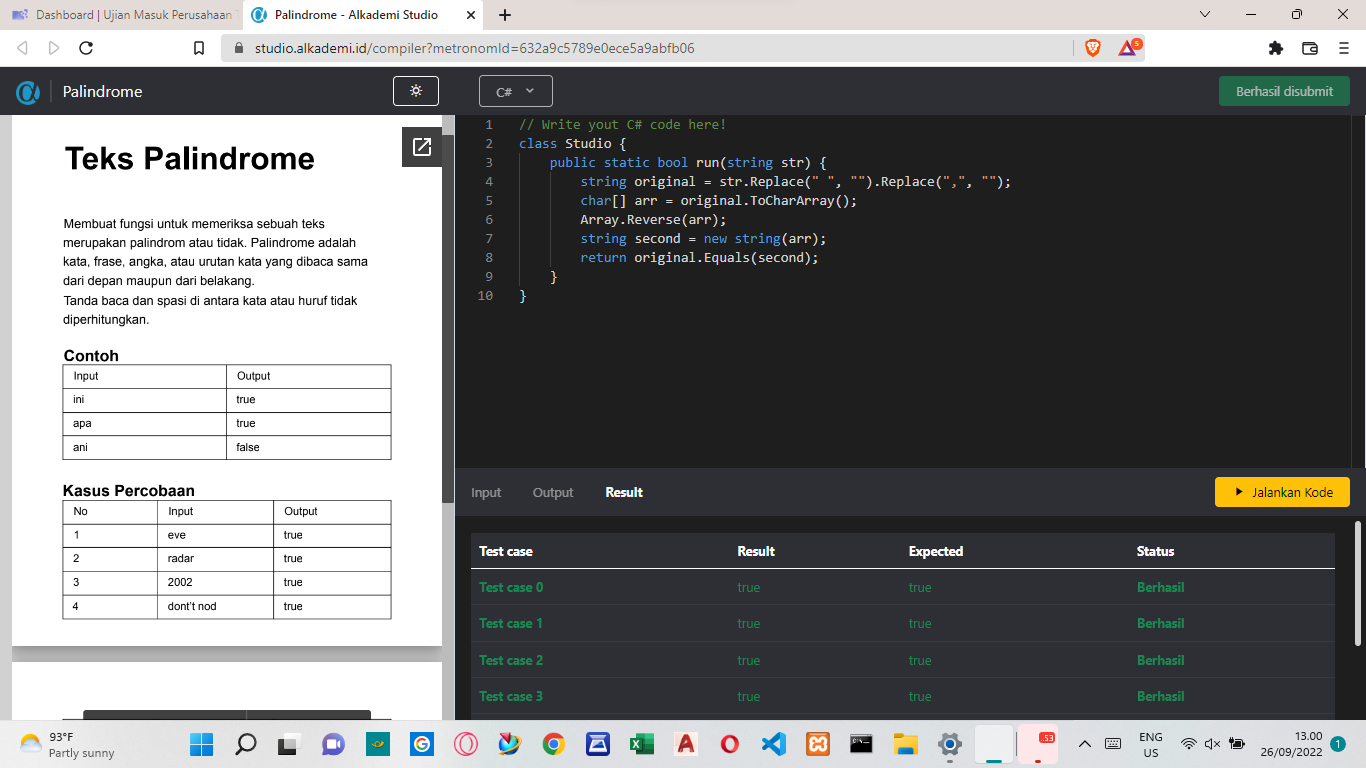 Dashboard | Ujian Masuk Perusahaan
Palindrome - Alkademi Studio
studio.alkademi.id/compiler?metronomId=632a9c5789e0ece5a9abfb06
5
Palindrome
C#
Berhasil disubmit
Teks Palindrome
Membuat fungsi untuk memeriksa sebuah teks
merupakan palindrom atau tidak. Palindrome adalah
kata, frase, angka, atau urutan kata yang dibaca sama
dari depan maupun dari belakang.
Tanda baca dan spasi di antara kata atau huruf tidak
diperhitungkan.
Contoh
Input Output
ini true
apa true
ani false
Kasus Percobaan
No Input Output
1 eve true
2 radar true
3 2002 true
4 dont't nod true
1 // Write yout C# code here!
2 class Studio {
3 public static bool run(string str) {
4 string original = str.Replace(" ", "").Replace(",", "");
5 char[] arr = original.ToCharArray();
6 Array.Reverse(arr);
7 string second = new string(arr);
8 return original.Equals(second);
9 }
10 }
Input Output Result
Jalankan Kode
Test case Result Expected Status
Test case 0 true true Berhasil
Test case 1 true true Berhasil
Test case 2 true true Berhasil
Test case 3 true true Berhasil
93°F
Partly sunny
.53
ENG
US
13.00
26/09/2022
1